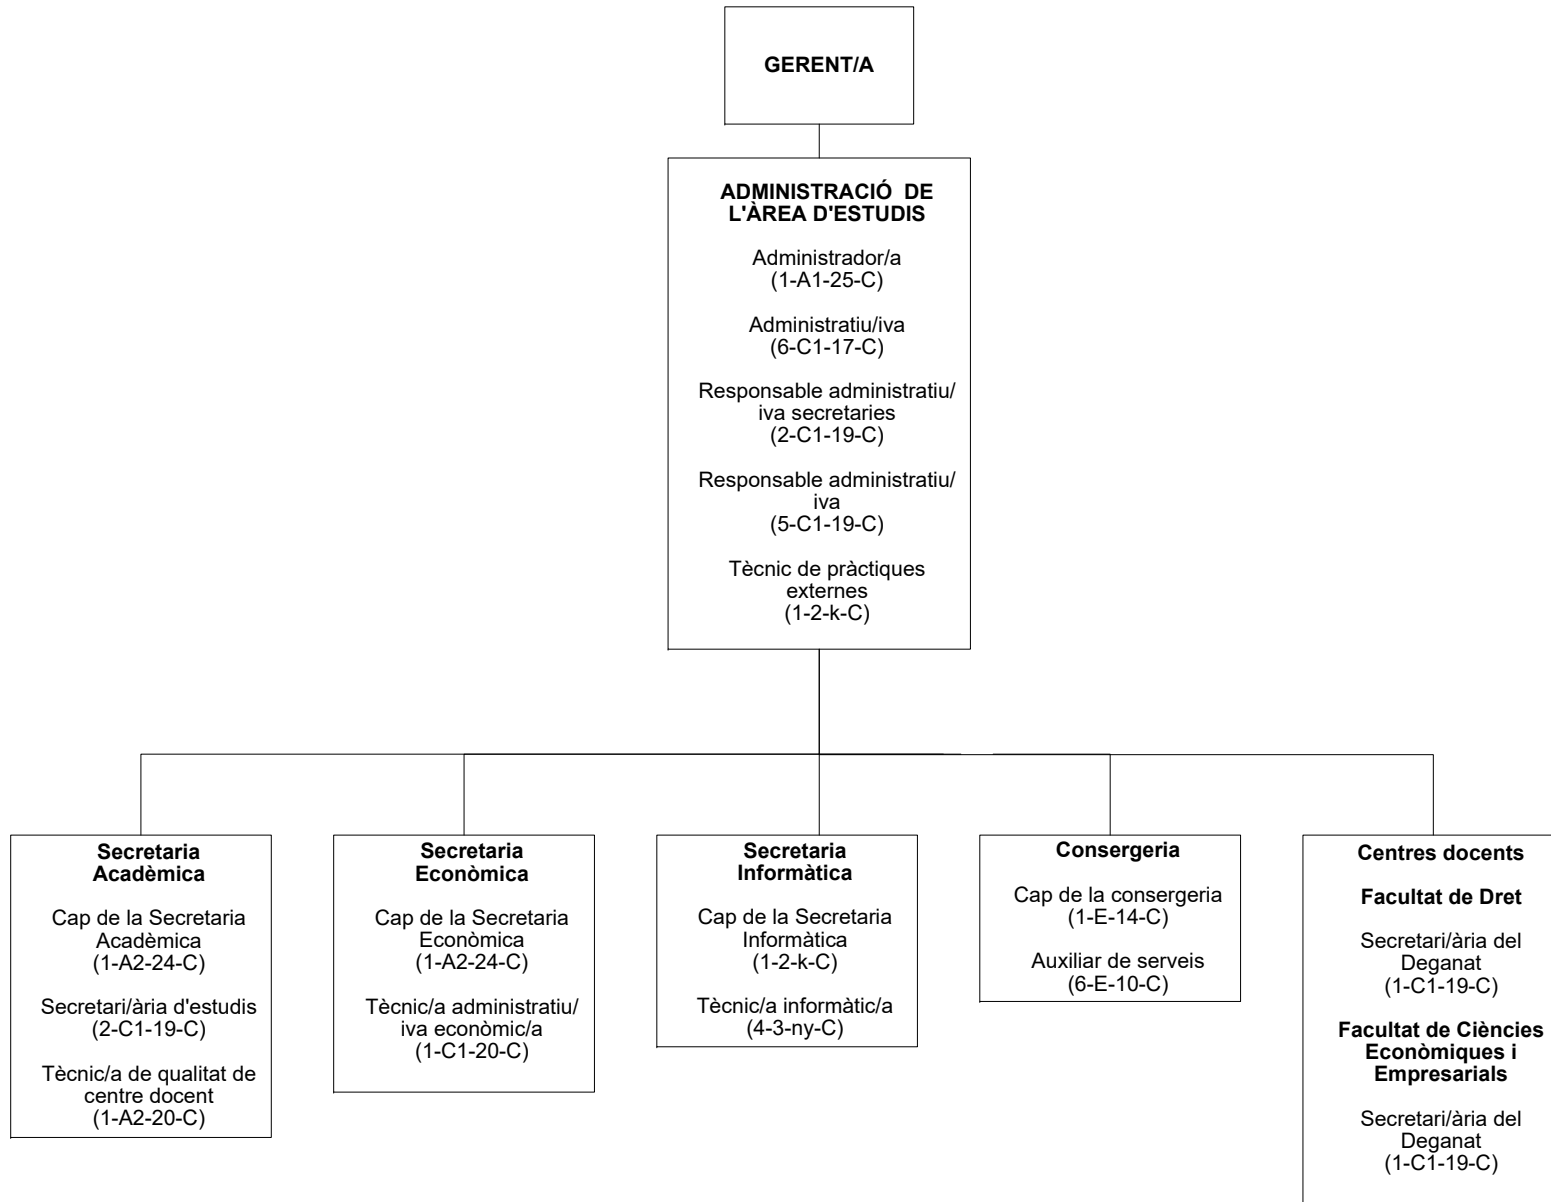 GERENT/A
ADMINISTRACIÓ DE
L'ÀREA D'ESTUDIS
Administrador/a
(1-A1-25-C)
Administratiu/iva
(6-C1-17-C)
Responsable administratiu/
iva secretaries
(2-C1-19-C)
Responsable administratiu/
iva
(5-C1-19-C)
Tècnic de pràctiques
externes
(1-2-k-C)
Secretaria
Acadèmica
Cap de la Secretaria
Acadèmica
(1-A2-24-C)
Secretari/ària d'estudis
(2-C1-19-C)
Tècnic/a de qualitat de
centre docent
(1-A2-20-C)
Secretaria
Econòmica
Cap de la Secretaria
Econòmica
(1-A2-24-C)
Tècnic/a administratiu/
iva econòmic/a
(1-C1-20-C)
Secretaria
Informàtica
Cap de la Secretaria
Informàtica
(1-2-k-C)
Tècnic/a informàtic/a
(4-3-ny-C)
Consergeria
Cap de la consergeria
(1-E-14-C)
Auxiliar de serveis
(6-E-10-C)
Centres docents
Facultat de Dret
Secretari/ària del
Deganat
(1-C1-19-C)
Facultat de Ciències
Econòmiques i
Empresarials
Secretari/ària del
Deganat
(1-C1-19-C)